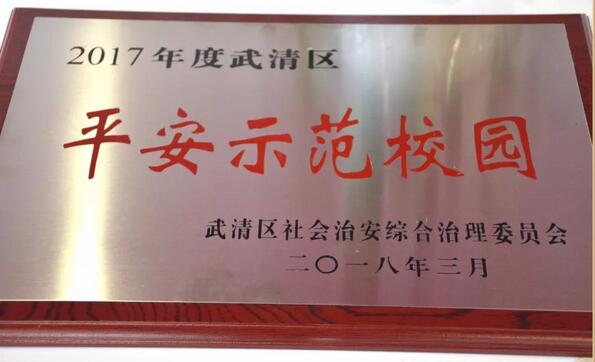 2017年度武清区
平安示范校园
武清区社会治安综合治理委员会
二〇一八年三月